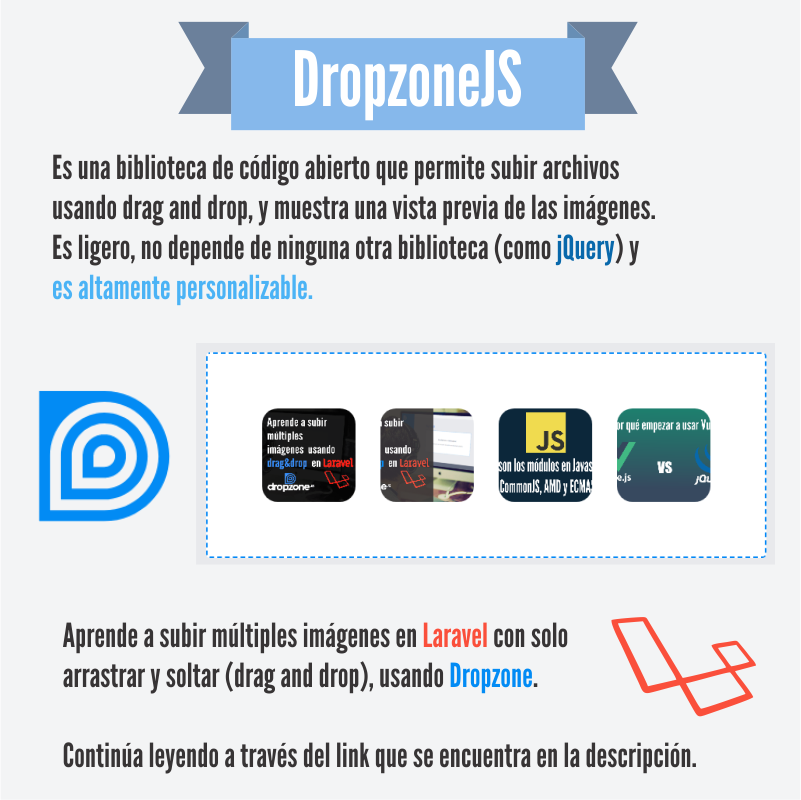 DropzoneJS
Es una biblioteca de código abierto que permite subir archivos
usando drag and drop, y muestra una vista previa de las imágenes.
Es ligero, no depende de ninguna otra biblioteca (como jQuery) y
es altamente personalizable.
Aprende a subir
múltiples
imágenes usando
drag&drop en Laravel
dropzone
a subir
usando
en Laravel
JS
son los módulos en Javas
CommonJS, AMD y ECMA
or qué empezar a usar Vu
e.js
VS
jQu
Aprende a subir múltiples imágenes en Laravel con solo
arrastrar y soltar (drag and drop), usando Dropzone.
Continúa leyendo a través del link que se encuentra en la descripción.